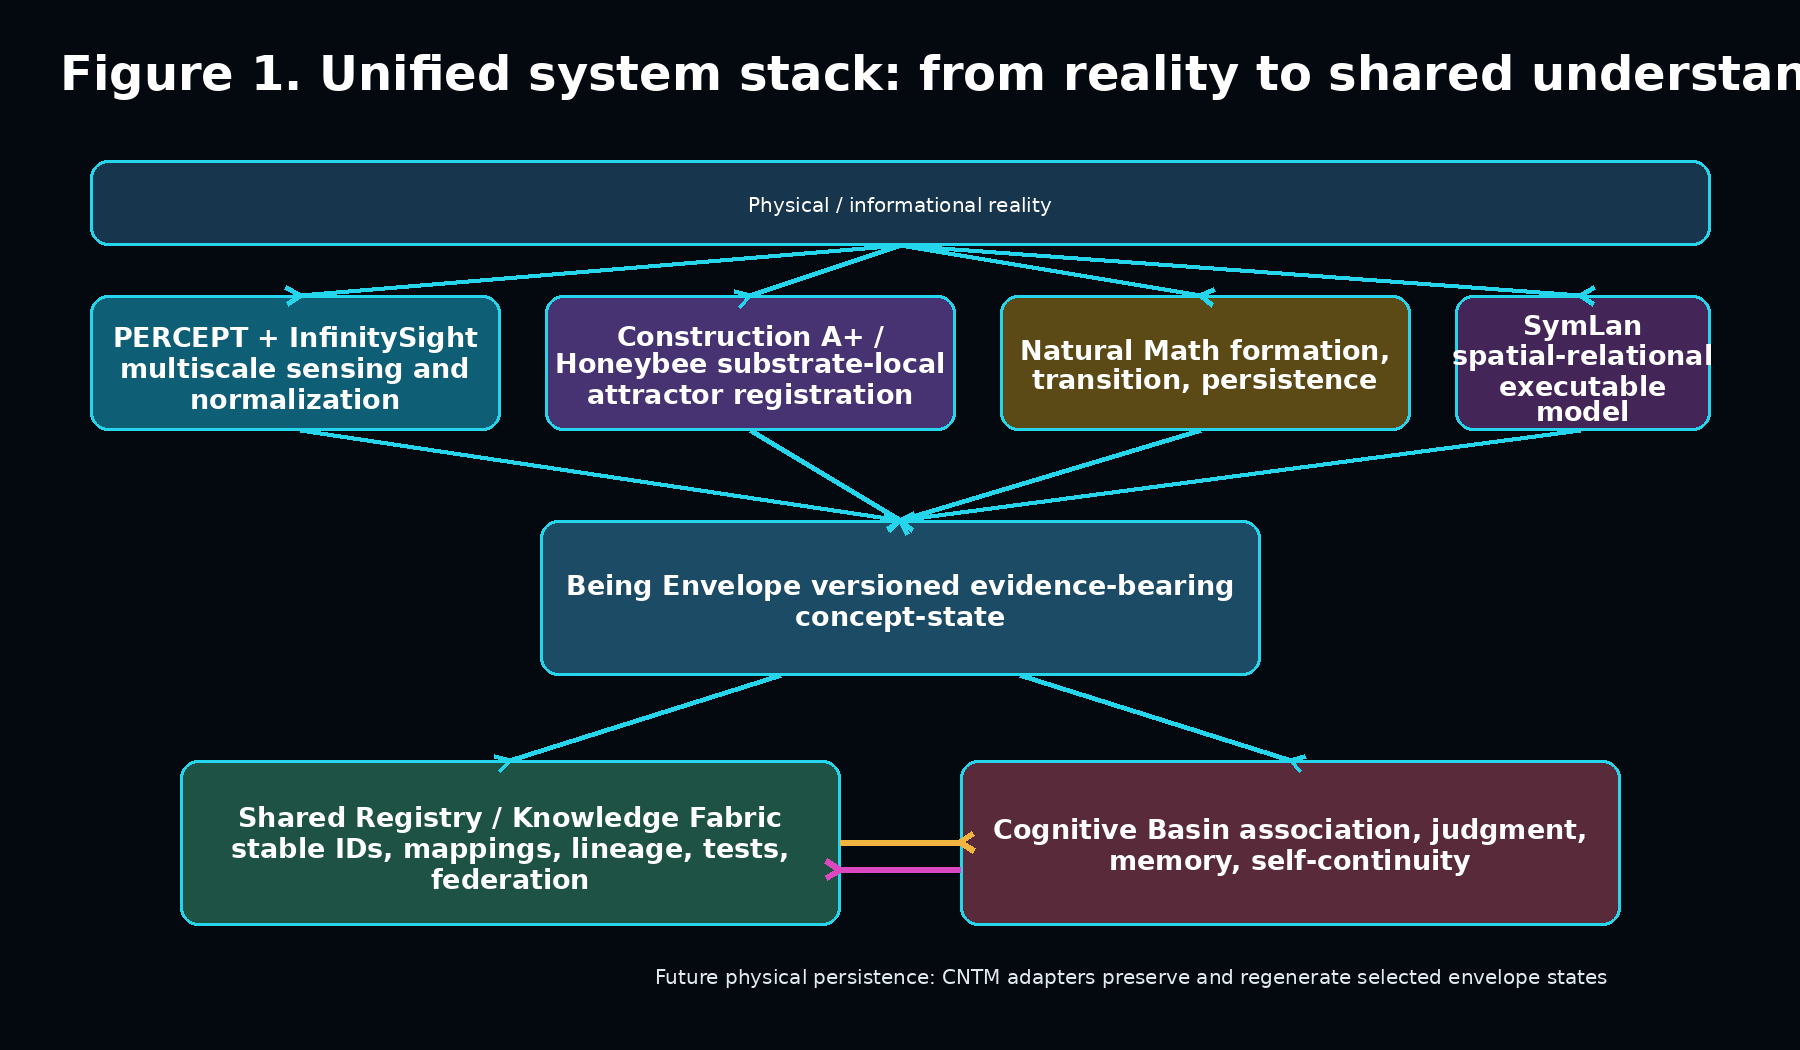 Figure 1. Unified system stack: from reality to shared understan
Physical / informational reality
PERCEPT + InfinitySight
multiscale sensing and
normalization
Construction A+ /
Honeybee substrate-local
attractor registration
Natural Math formation,
transition, persistence
SymLan
spatial-relational
executable
model
Being Envelope versioned evidence-bearing
concept-state
Shared Registry / Knowledge Fabric
stable IDs, mappings, lineage, tests,
federation
Cognitive Basin association, judgment,
memory, self-continuity
Future physical persistence: CNTM adapters preserve and regenerate selected envelope states